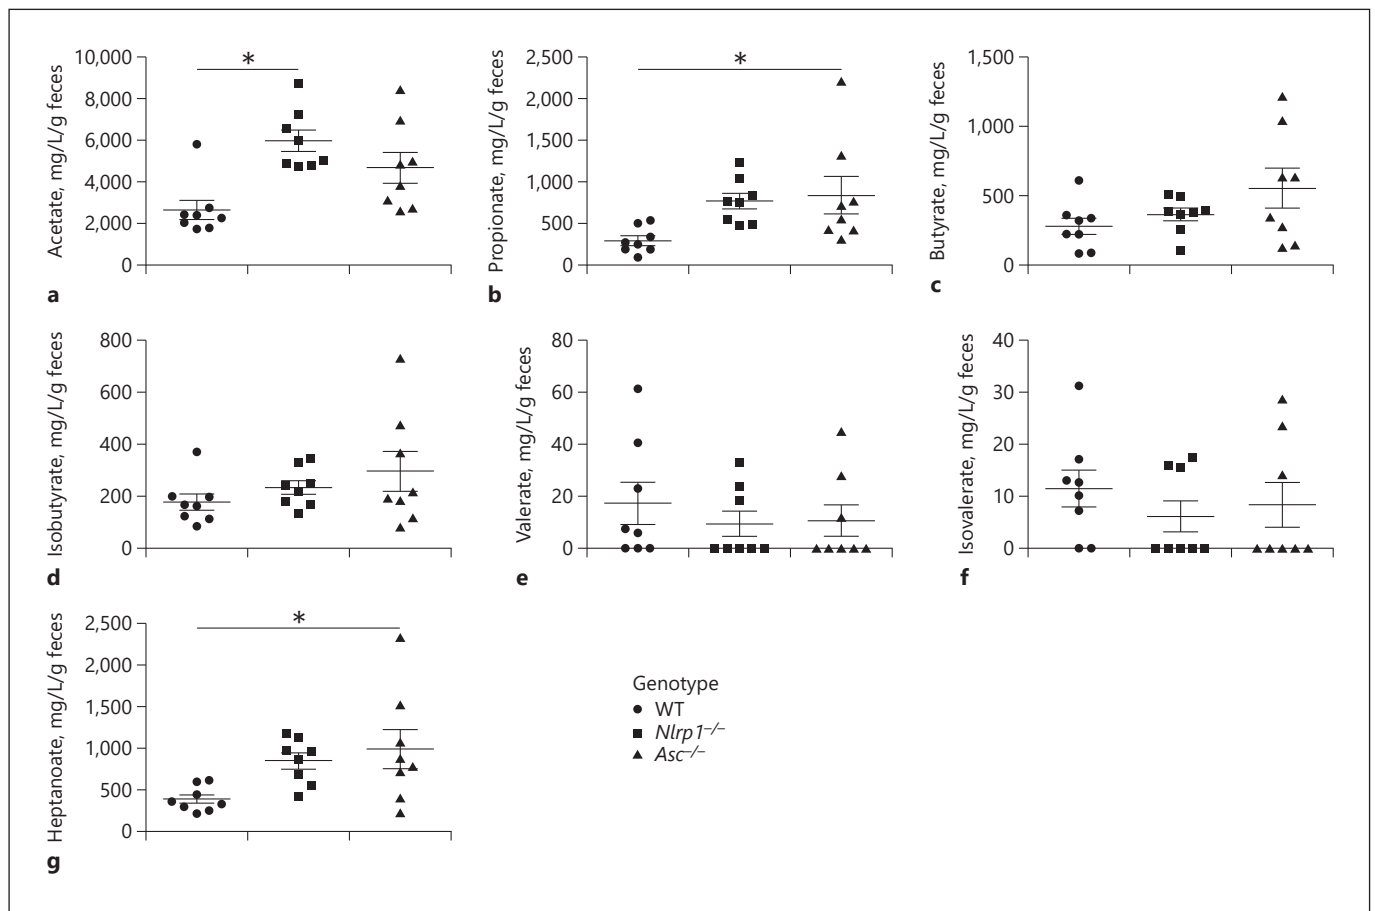 Acetate, mg/L/g feces
10,000
8,000
6,000
4,000
2,000
0
*
a
Propionate, mg/L/g feces
2,500
2,000
1,500
1,000
500
0
*
b
Butyrate, mg/L/g feces
1,500
1,000
500
0
c
Isobutyrate, mg/L/g feces
800
600
400
200
0
d
Valerate, mg/L/g feces
80
60
40
20
0
e
Isovalerate, mg/L/g feces
40
30
20
10
0
f
Heptanoate, mg/L/g feces
2,500
2,000
1,500
1,000
500
0
*
g
Genotype
WT
Nlrp1–/–
Asc–/–